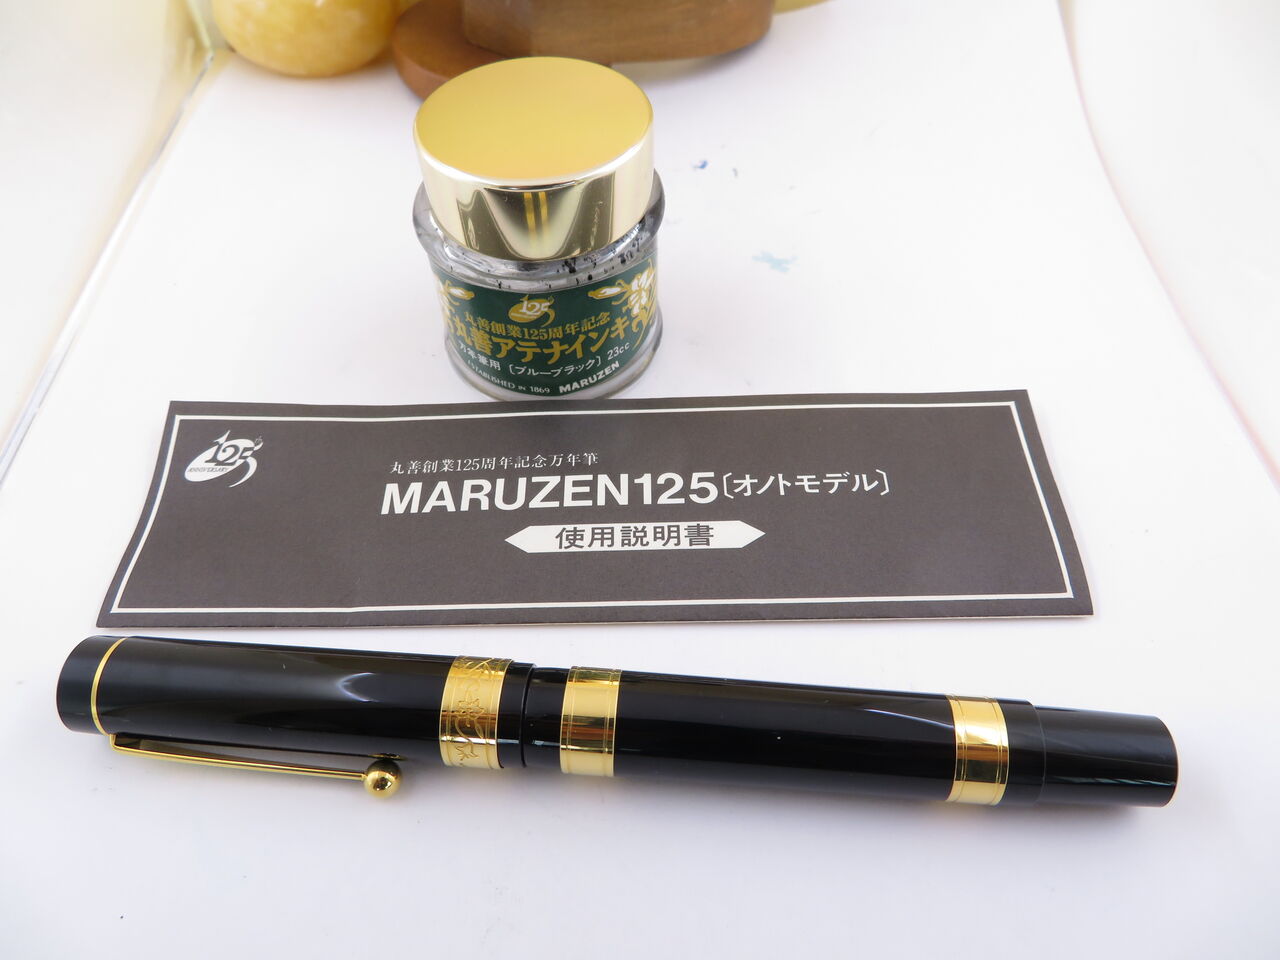 125
丸善創業125周年記念
丸善アテナインキ
万年筆用〔ブルーブラック〕23cc
ESTABLISHED IN 1869 MARUZEN
125th
ANNIVERSARY
丸善創業125周年記念万年筆
MARUZEN125〔オノトモデル〕
使用説明書